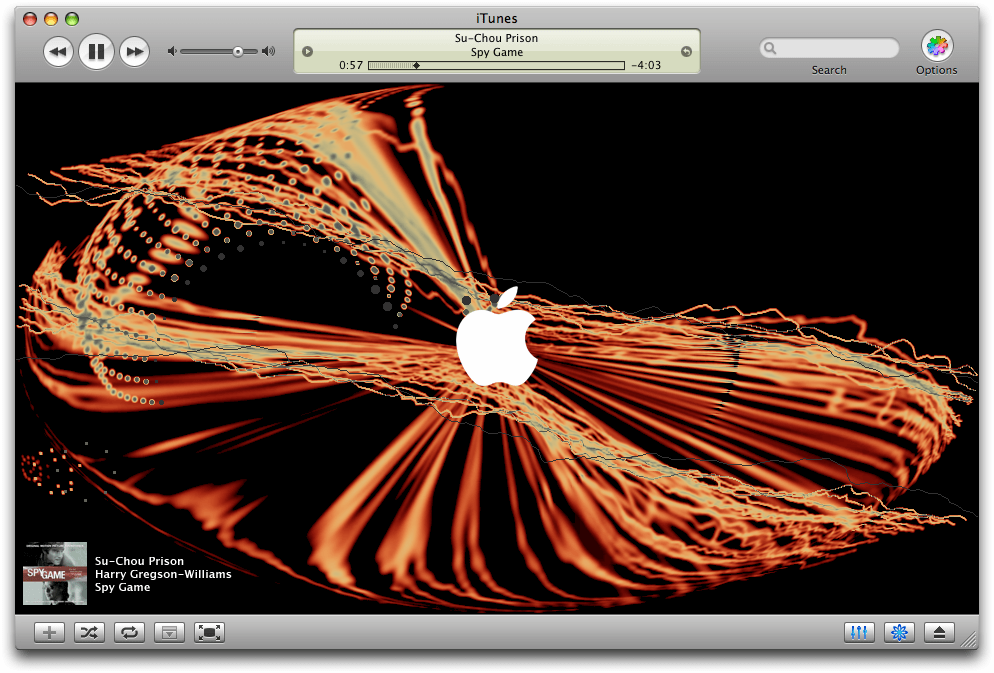 iTunes
Su-Chou Prison
Spy Game
0:57
-4:03
Search
Options
SPY GAME
Su-Chou Prison
Harry Gregson-Williams
Spy Game